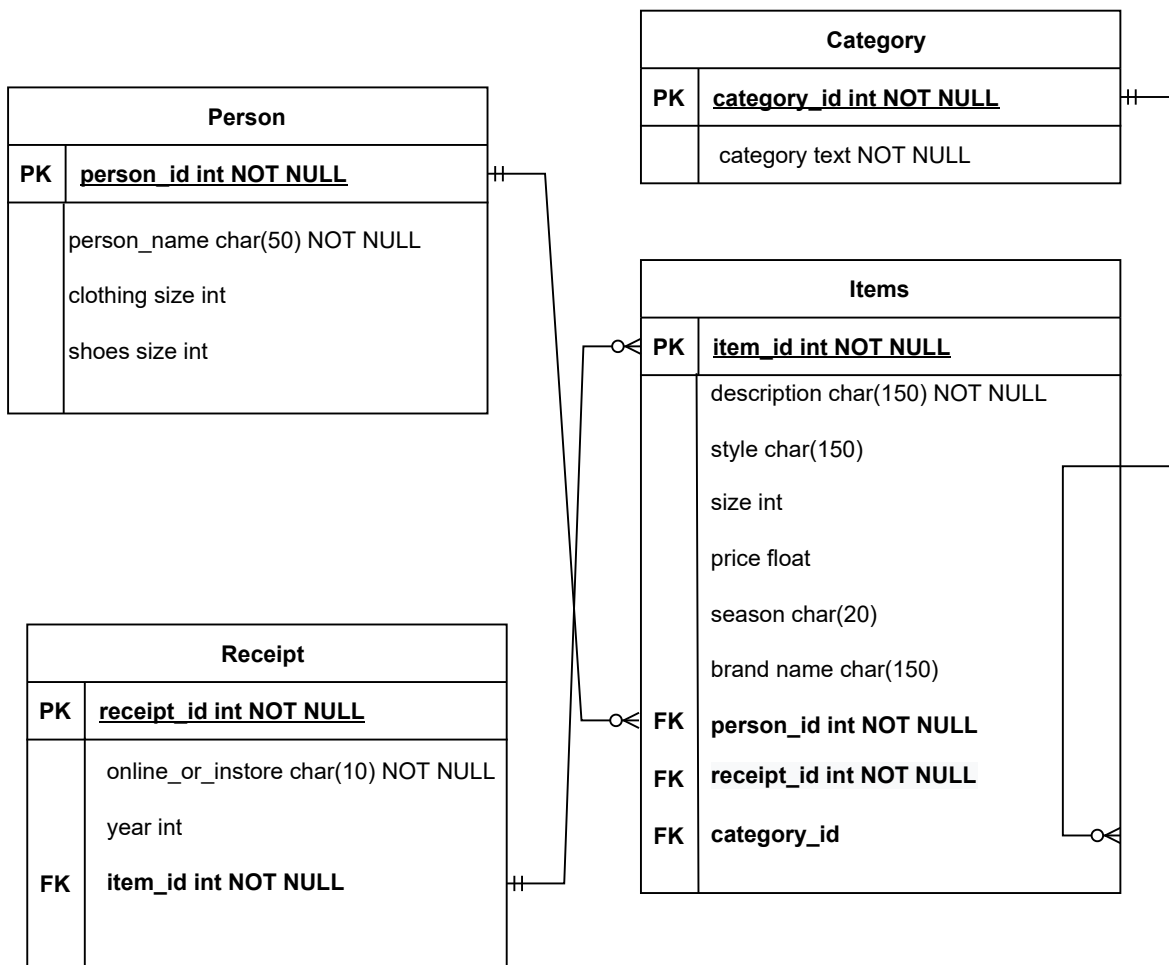 Category
PK category_id int NOT NULL
category text NOT NULL
Person
PK person_id int NOT NULL
person_name char(50) NOT NULL
clothing size int
shoes size int
Items
PK item_id int NOT NULL
description char(150) NOT NULL
style char(150)
size int
price float
season char(20)
brand name char(150)
FK person_id int NOT NULL
FK receipt_id int NOT NULL
FK category_id
Receipt
PK receipt_id int NOT NULL
online_or_instore char(10) NOT NULL
year int
FK item_id int NOT NULL